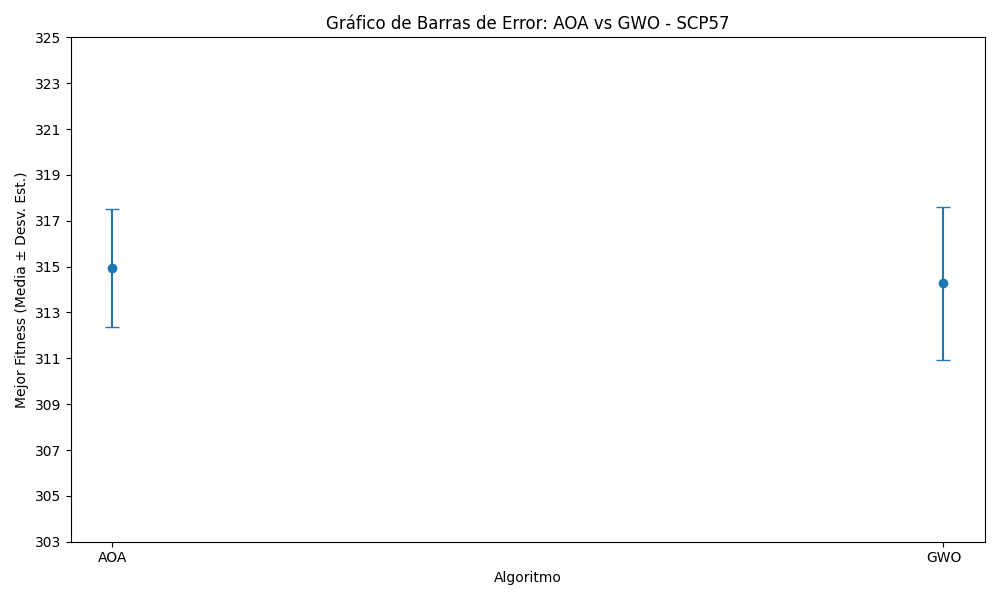 Gráfico de Barras de Error: AOA vs GWO - SCP57
Mejor Fitness (Media ± Desv. Est.)
325
323
321
319
317
315
313
311
309
307
305
303
AOA
GWO
Algoritmo